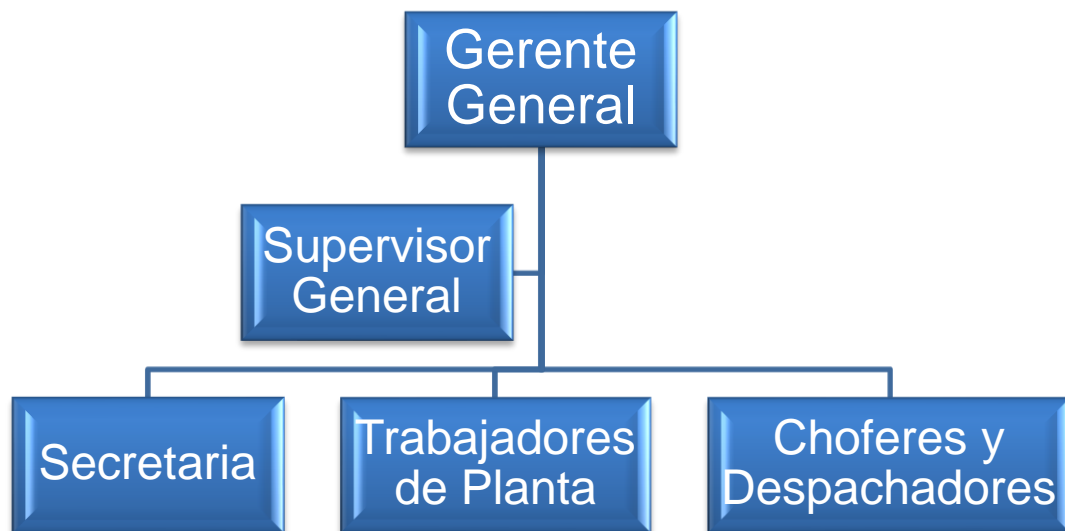 Gerente
General
Supervisor
General
Secretaria
Trabajadores
de Planta
Choferes y
Despachadores